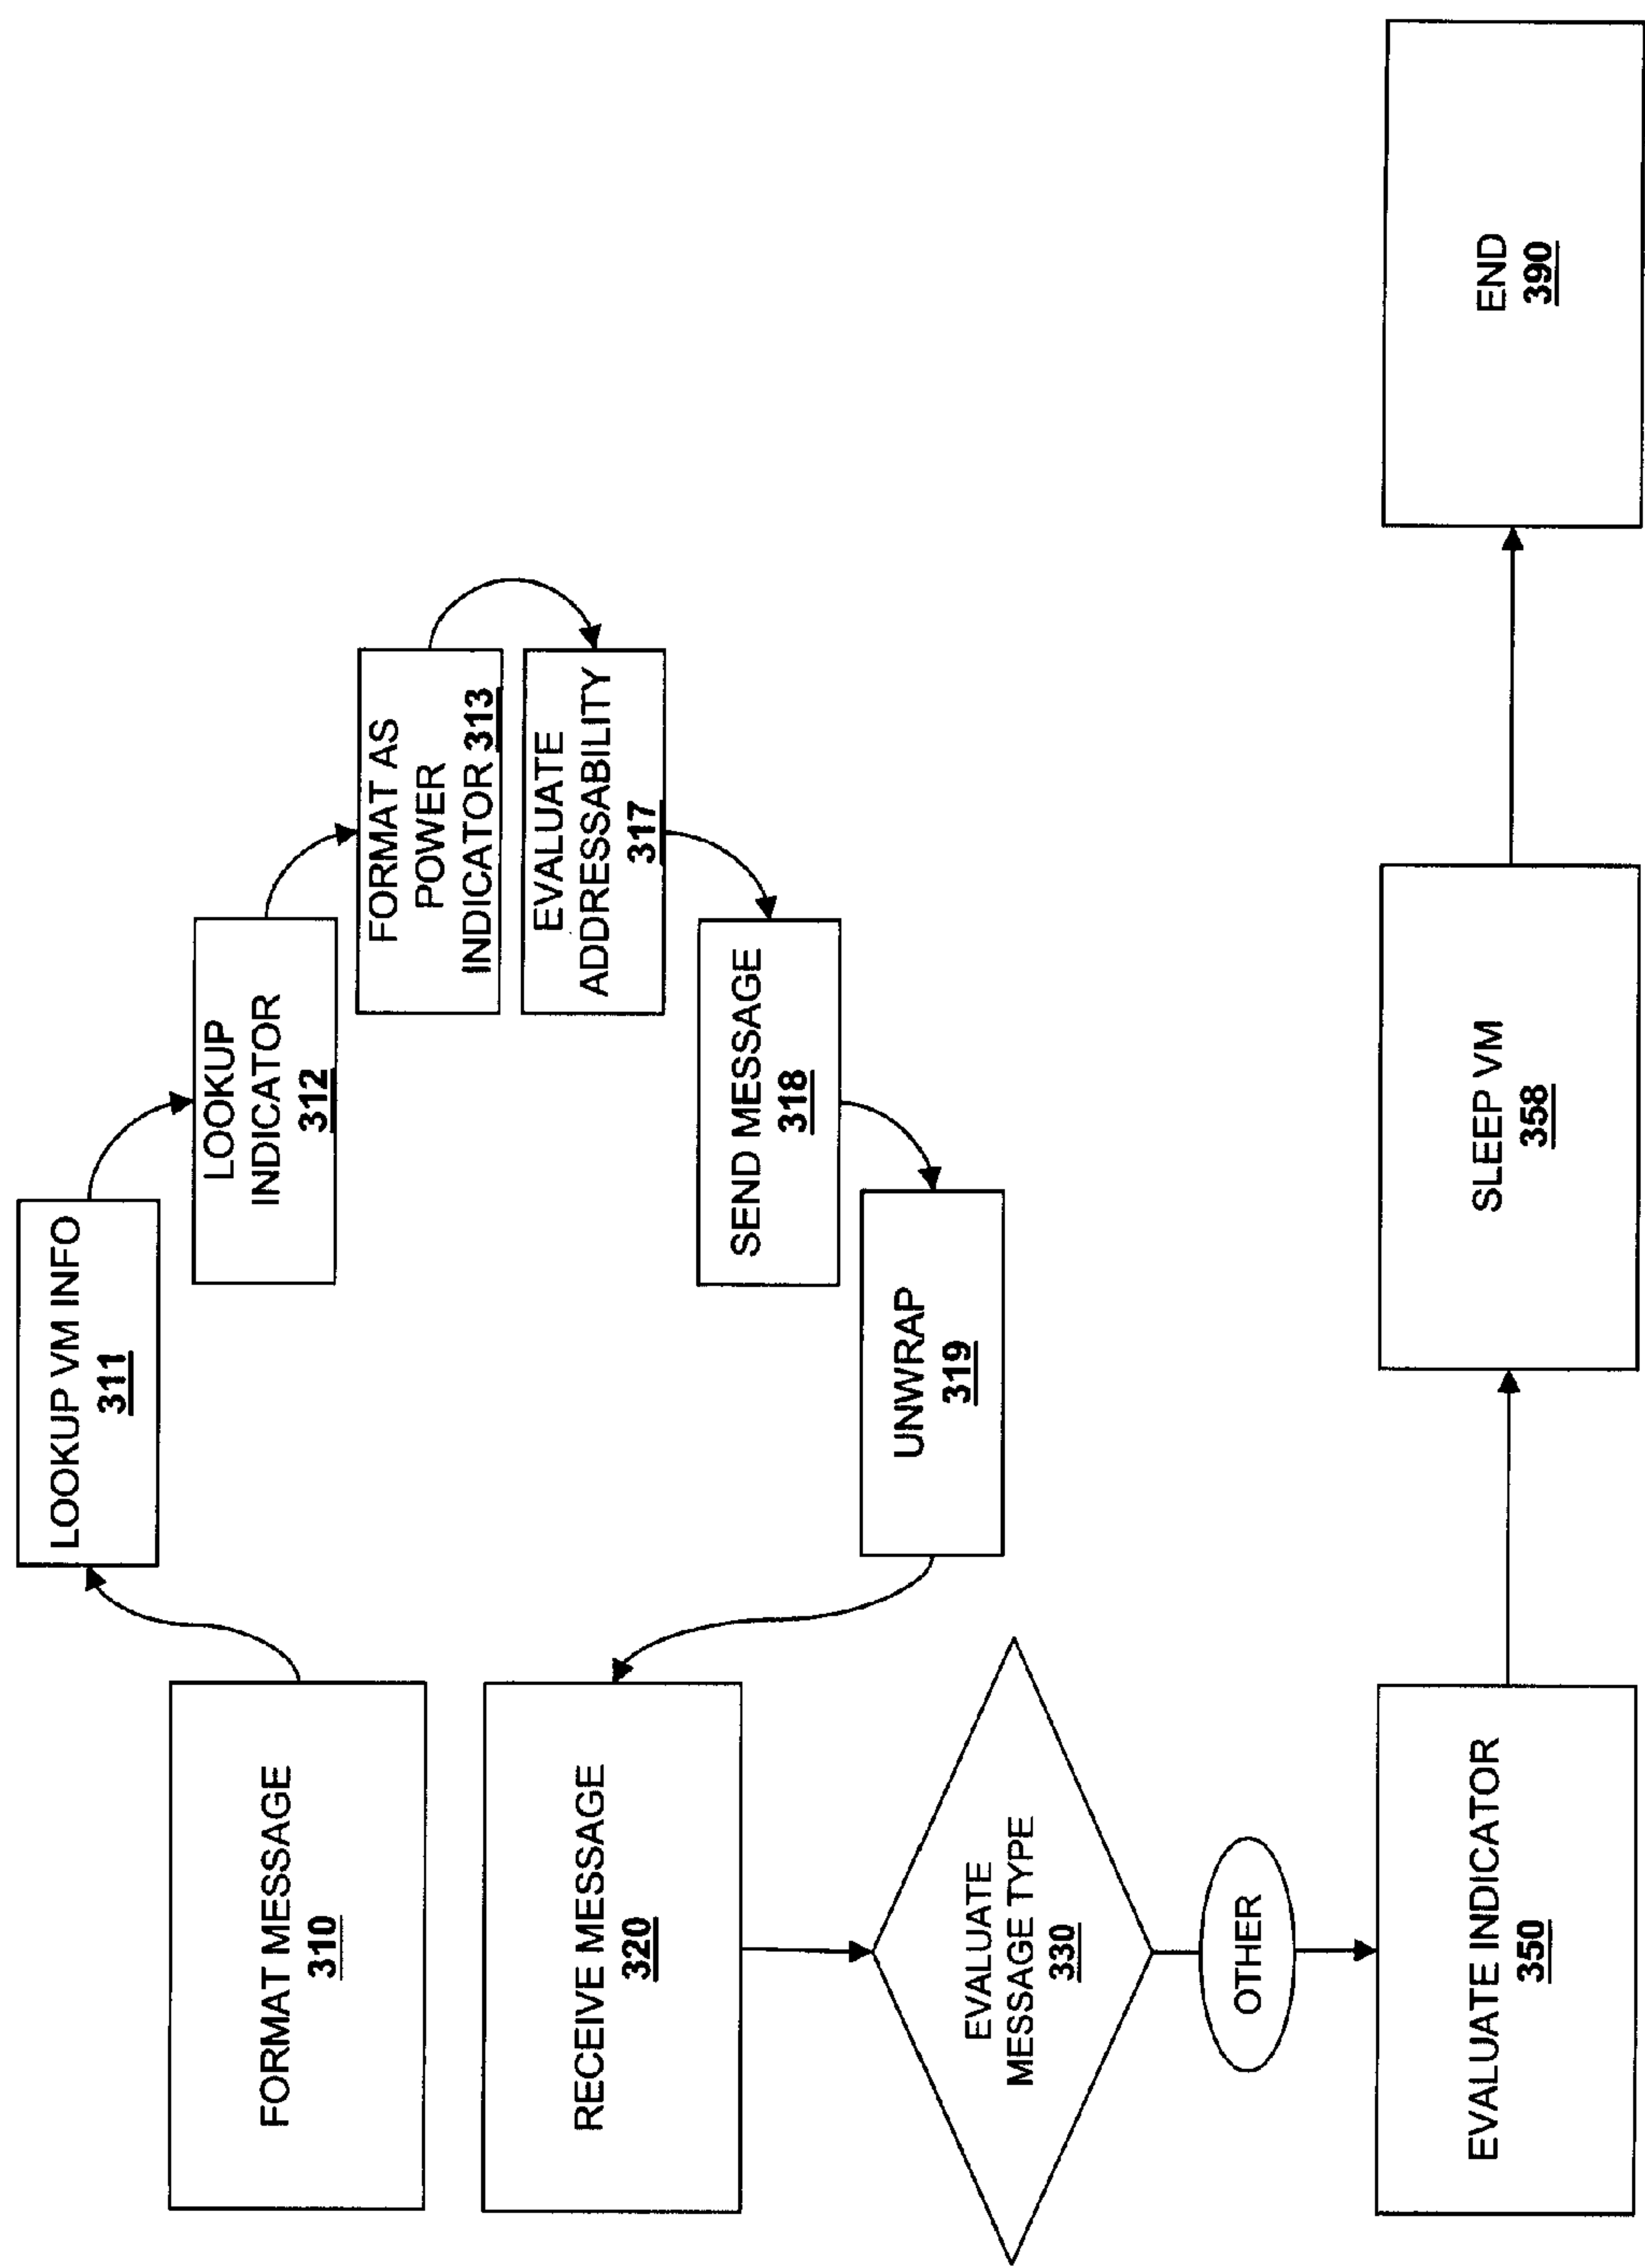 FORMAT MESSAGE
310
LOOKUP VM INFO
311
LOOKUP
INDICATOR
312
FORMAT AS
POWER
INDICATOR 313
EVALUATE
ADDRESSABILITY
317
SEND MESSAGE
318
UNWRAP
319
RECEIVE MESSAGE
320
EVALUATE
MESSAGE TYPE
330
OTHER
EVALUATE INDICATOR
350
SLEEP VM
358
END
390